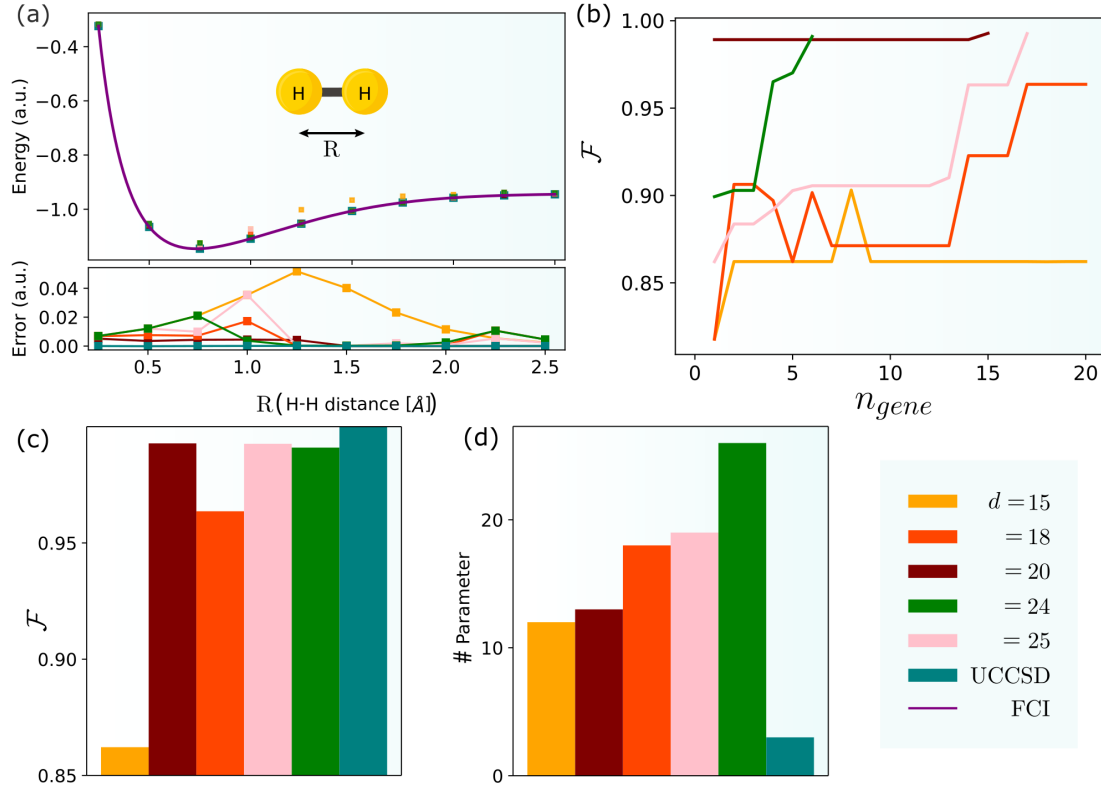 (a)
Energy (a.u.)
−0.4
−0.6
−0.8
−1.0
H H
R
Error (a.u.)
0.04
0.02
0.00
0.5 1.0 1.5 2.0 2.5
R( H-H distance [Å])
(b)
ℱ
1.00
0.95
0.90
0.85
0 5 10 15 20
n_gene
(c)
ℱ
0.95
0.90
0.85
(d)
# Parameter
20
10
0
d = 15
= 18
= 20
= 24
= 25
UCCSD
FCI